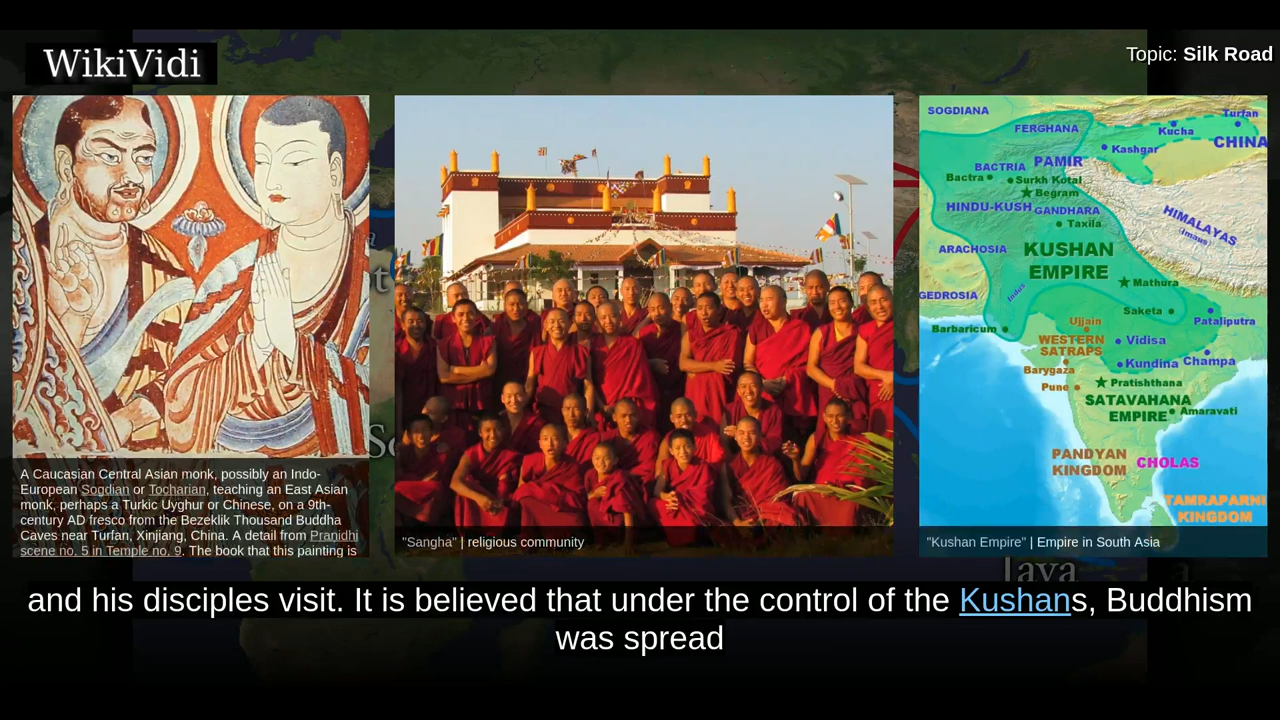 WikiVidi
Topic: Silk Road
A Caucasian Central Asian monk, possibly an Indo-
European Sogdian or Tocharian, teaching an East Asian
monk, perhaps a Turkic Uyghur or Chinese, on a 9th-
century AD fresco from the Bezeklik Thousand Buddha
Caves near Turfan, Xinjiang, China. A detail from Pranidhi
scene no. 5 in Temple no. 9. The book that this painting is
"Sangha" | religious community
SOGDIANA
Turfan
FERGHANA
Kucha
CHINA
Kashgar
BACTRIA
PAMIR
Bactra
Surkh Kotal
Begram
HINDU-KUSH
GANDHARA
Taxila
HIMALAYAS
(Imaus)
ARACHOSIA
KUSHAN
EMPIRE
Mathura
GEDROSIA
Indus
Saketa
Pataliputra
Barbaricum
Ujjain
WESTERN
SATRAPS
Vidisa
Barygaza
Kundina
Champa
Pune
Pratishthana
SATAVAHANA
EMPIRE
Amaravati
PANDYAN
KINGDOM
CHOLAS
TAMRAPARNI
KINGDOM
"Kushan Empire" | Empire in South Asia
Java
and his disciples visit. It is believed that under the control of the Kushans, Buddhism
was spread